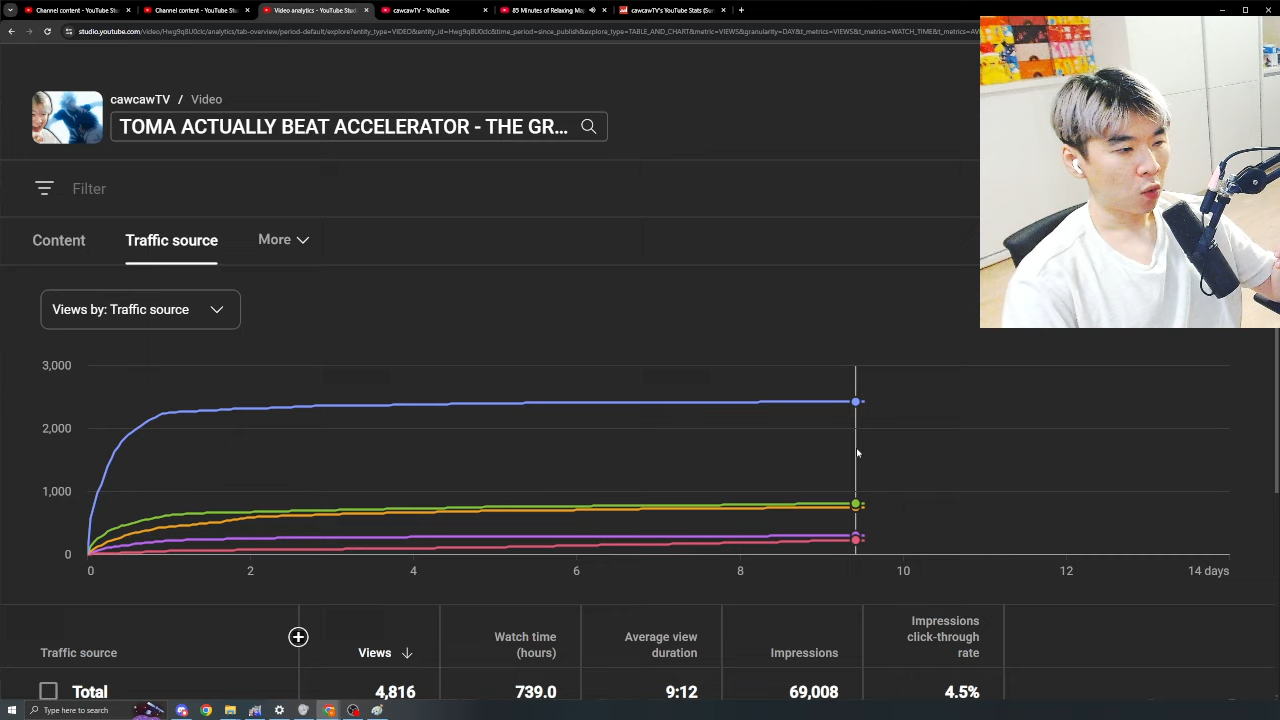 Channel content - YouTube Stu
Channel content - YouTube Stu
Video analytics - YouTube Stud
cawcawTV - YouTube
85 Minutes of Relaxing Ma
cawcawTV's YouTube Stats (Sum
cawcawTV / Video
TOMA ACTUALLY BEAT ACCELERATOR - THE GR...
Filter
Content
Traffic source
More
Views by: Traffic source
3,000
2,000
1,000
0
0
2
4
6
8
10
12
14 days
Traffic source
Views
Watch time (hours)
Average view duration
Impressions
Impressions click-through rate
Total
4,816
739.0
9:12
69,008
4.5%
Type here to search